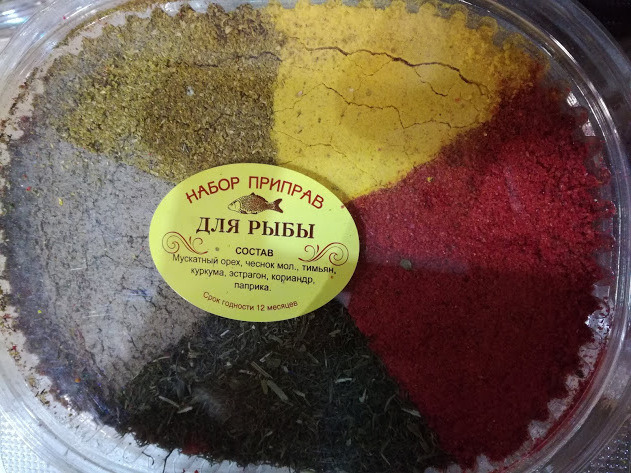 НАБОР ПРИПРАВ
ДЛЯ РЫБЫ
СОСТАВ
Мускатный орех, чеснок мол., тимьян,
куркума, эстрагон, кориандр,
паприка.
Срок годности 12 месяцев